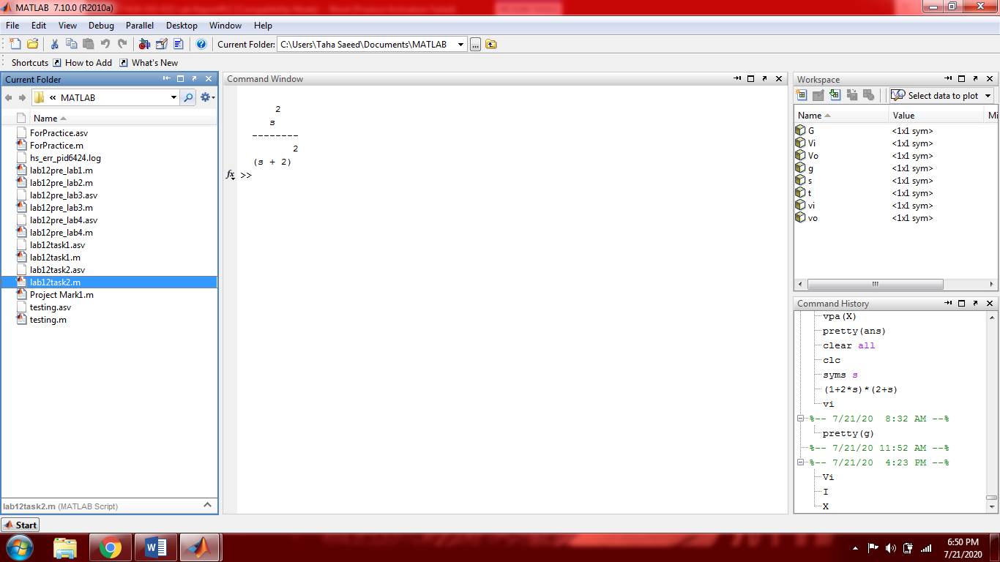 MATLAB 7.10.0 (R2010a)
File Edit View Debug Parallel Desktop Window Help
Current Folder: C:\Users\Taha Saeed\Documents\MATLAB ...
Shortcuts How to Add What's New
Current Folder
« MATLAB
Name
ForPractice.asv
ForPractice.m
hs_err_pid6424.log
lab12pre_lab1.m
lab12pre_lab2.m
lab12pre_lab3.asv
lab12pre_lab3.m
lab12pre_lab4.asv
lab12pre_lab4.m
lab12task1.asv
lab12task1.m
lab12task2.asv
lab12task2.m
Project Mark1.m
testing.asv
testing.m
lab12task2.m (MATLAB Script)
Command Window
2
s
--------
2
(s + 2)
fx >>
Workspace
Select data to plot
Name Value Mi
G <1x1 sym>
Vi <1x1 sym>
Vo <1x1 sym>
g <1x1 sym>
s <1x1 sym>
t <1x1 sym>
vi <1x1 sym>
vo <1x1 sym>
Command History
vpa(X)
pretty(ans)
clear all
clc
syms s
(1+2*s)*(2+s)
vi
%-- 7/21/20  8:32 AM --%
pretty(g)
%-- 7/21/20 11:52 AM --%
%-- 7/21/20  4:23 PM --%
Vi
I
X
Start
6:50 PM
7/21/2020